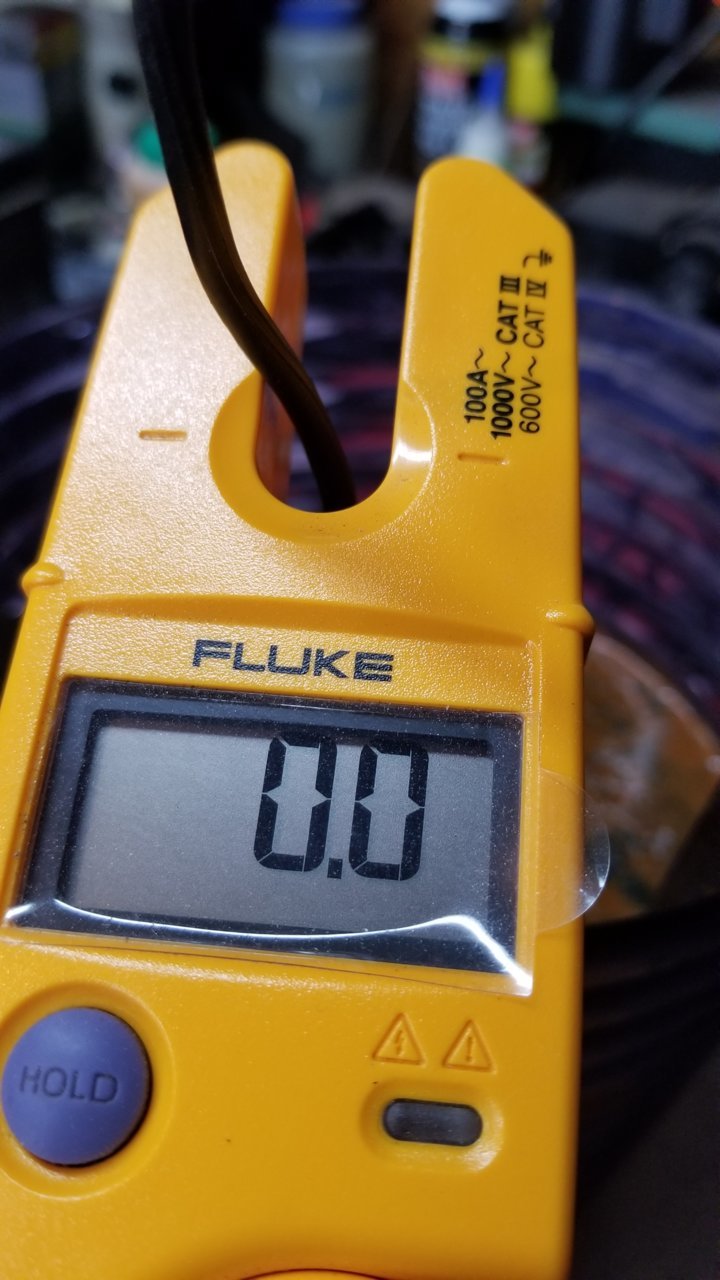 100A~
1000V~ CAT III
600V~ CAT IV
FLUKE
0.0
HOLD